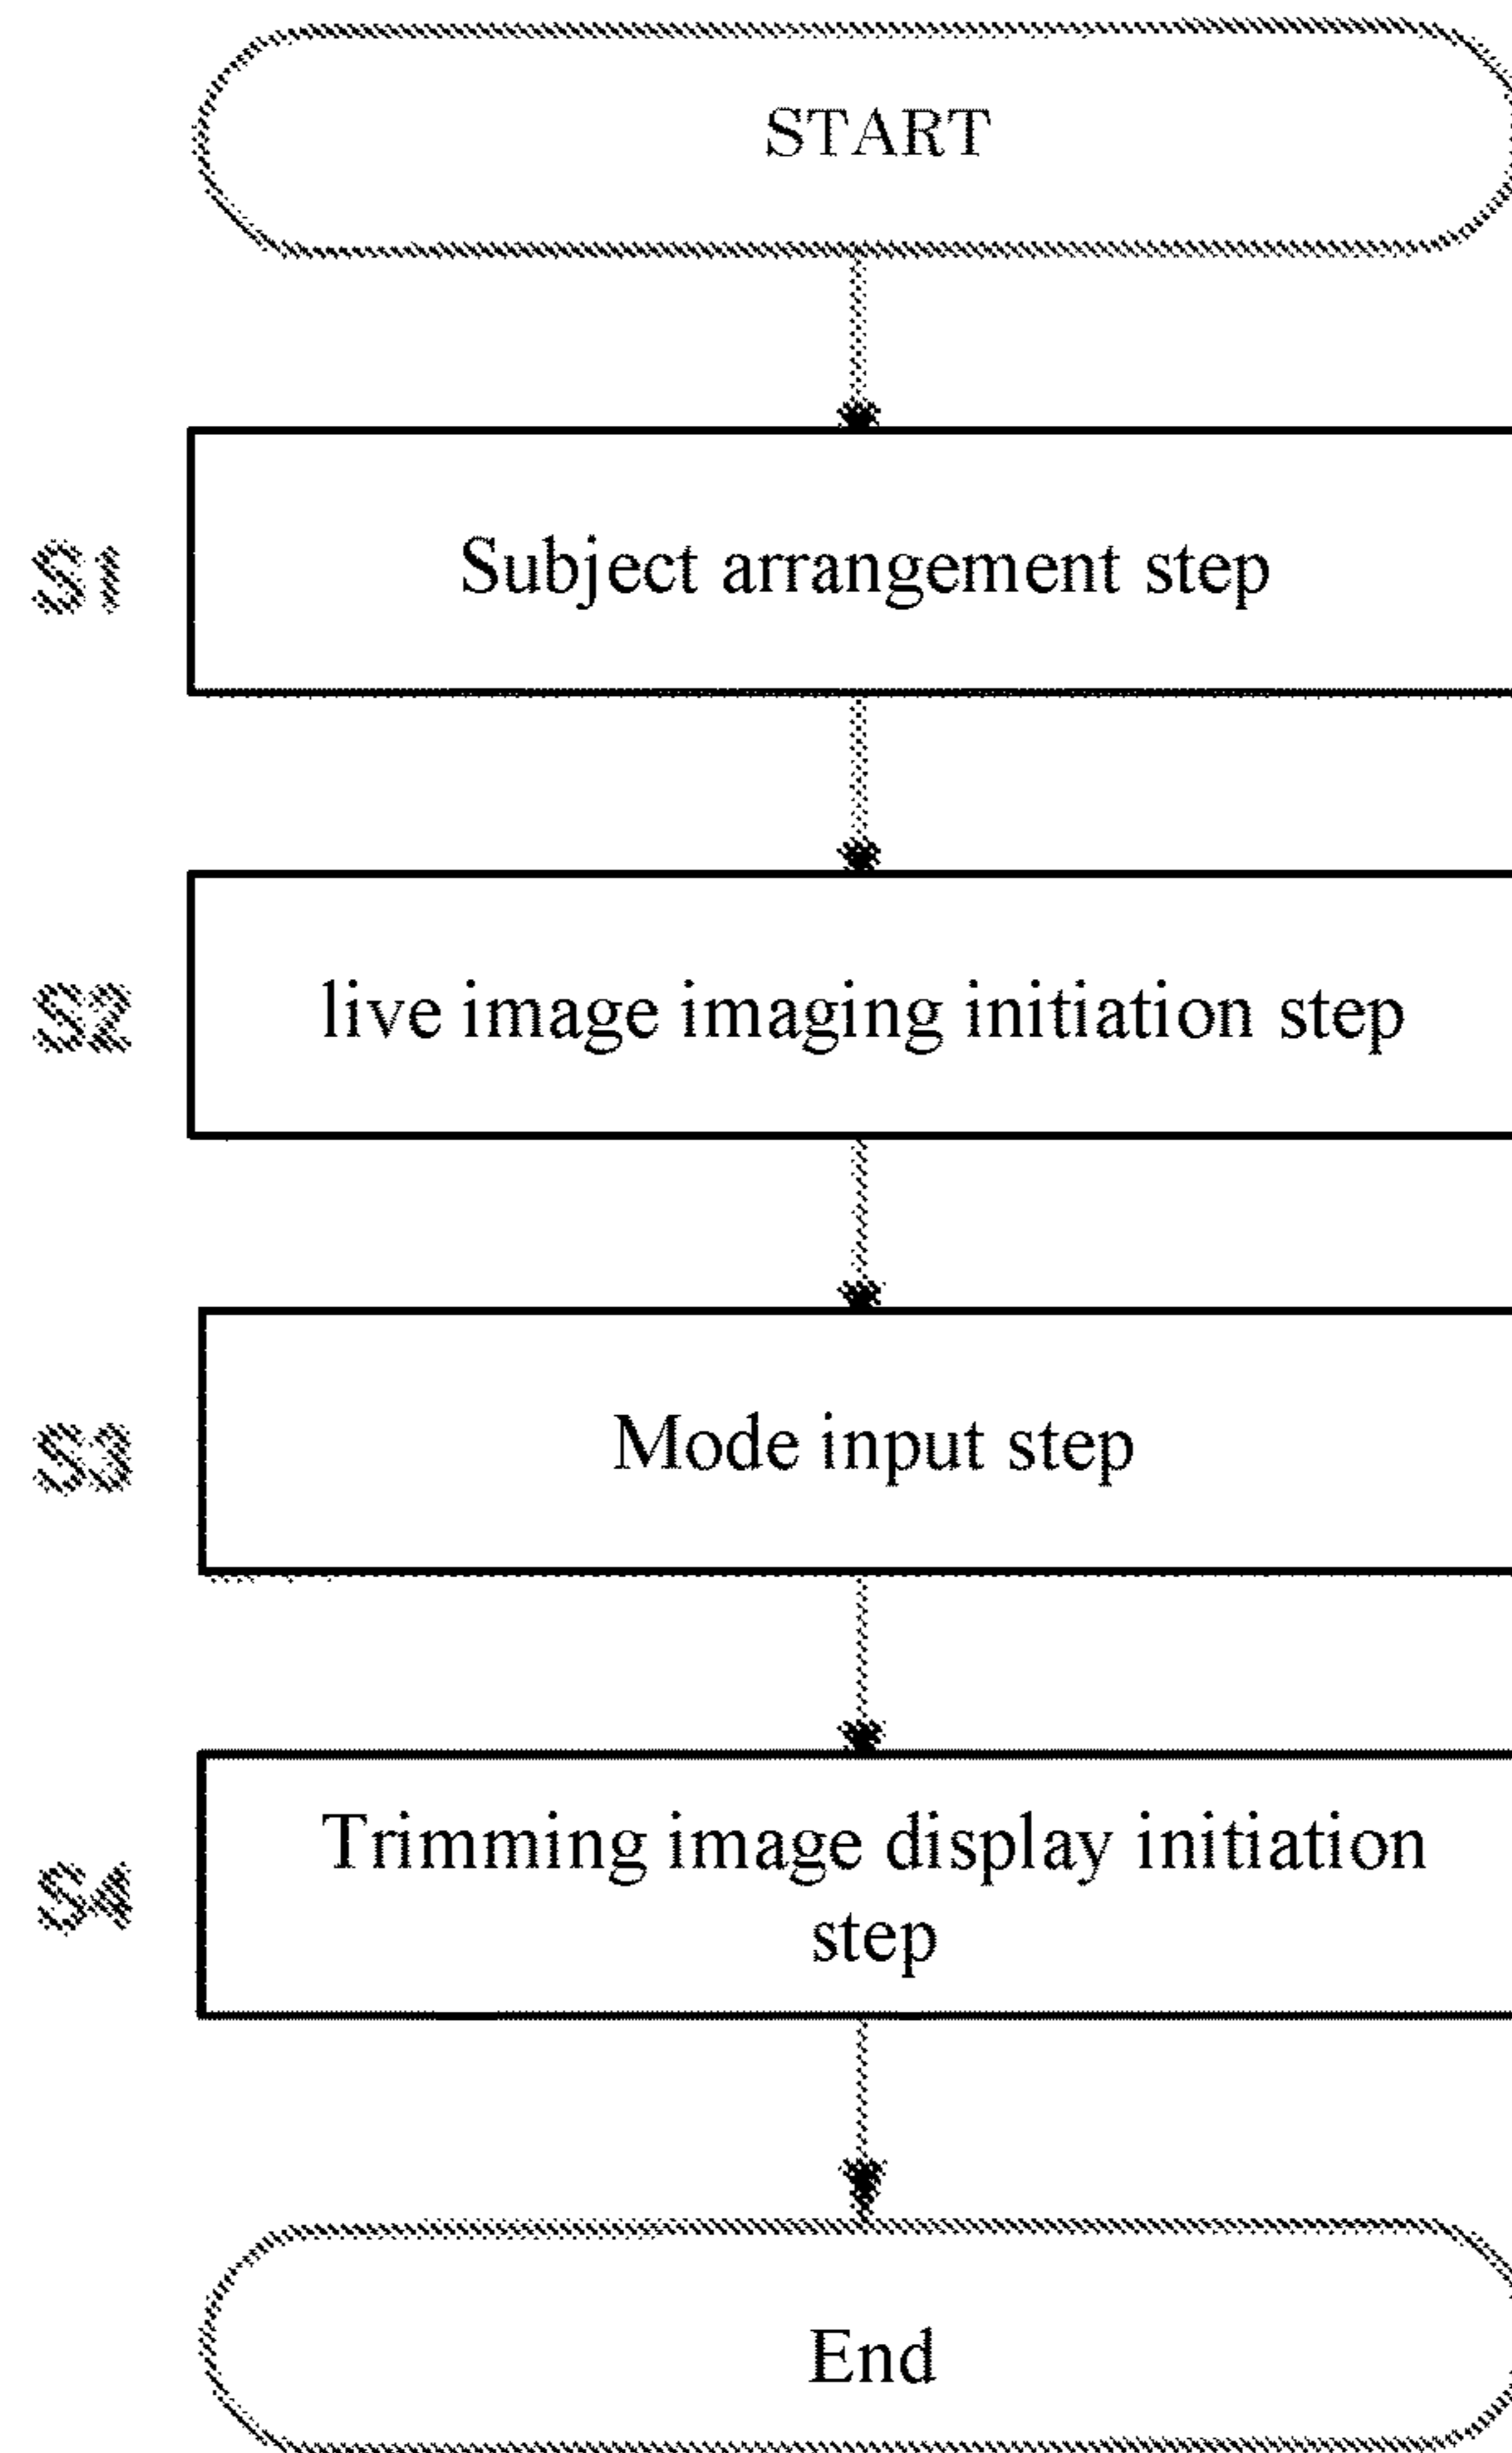 START
S1
Subject arrangement step
S2
live image imaging initiation step
S3
Mode input step
S4
Trimming image display initiation
step
End